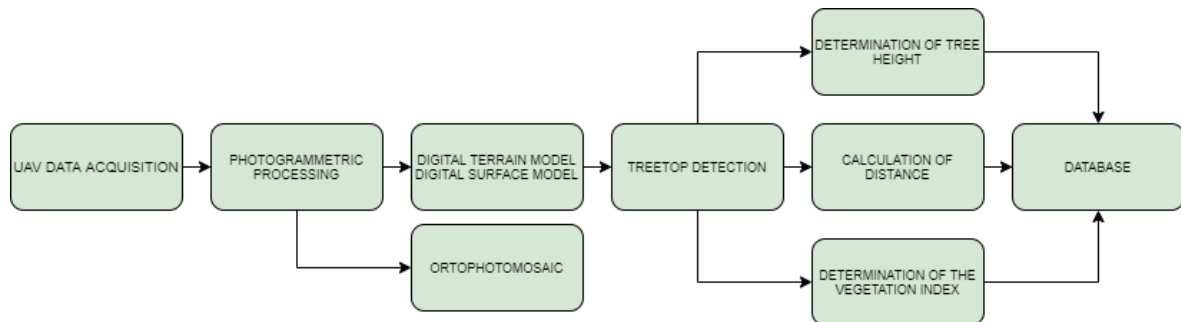 UAV DATA ACQUISITION
PHOTOGRAMMETRIC
PROCESSING
DIGITAL TERRAIN MODEL
DIGITAL SURFACE MODEL
ORTOPHOTOMOSAIC
TREETOP DETECTION
DETERMINATION OF TREE
HEIGHT
CALCULATION OF
DISTANCE
DETERMINATION OF THE
VEGETATION INDEX
DATABASE